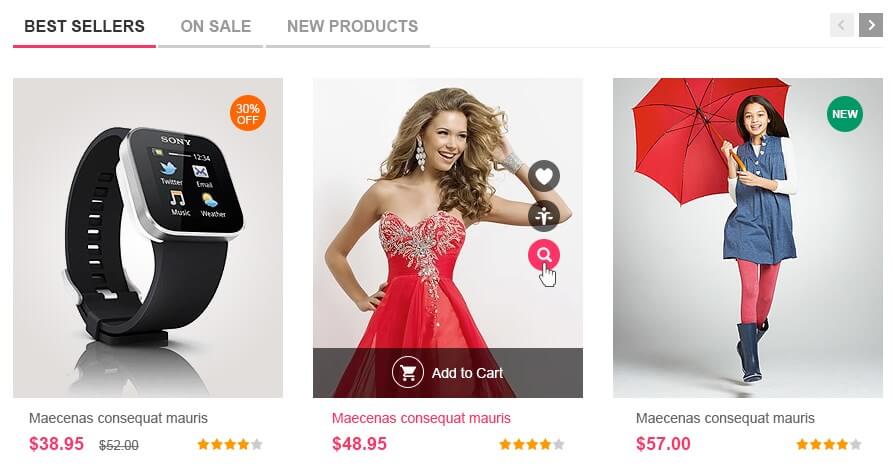 BEST SELLERS
ON SALE
NEW PRODUCTS
30%
OFF
SONY
12:34
Twitter
Email
Music
Weather
NEW
Add to Cart
Maecenas consequat mauris
$38.95 $52.00
Maecenas consequat mauris
$48.95
Maecenas consequat mauris
$57.00